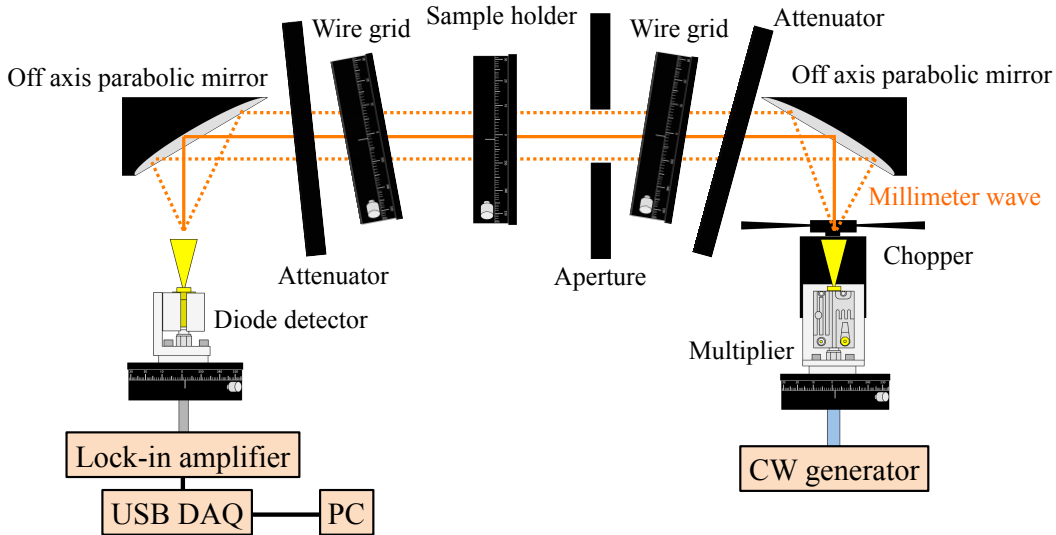 Sample holder
Attenuator
Wire grid
Wire grid
Off axis parabolic mirror
Off axis parabolic mirror
Millimeter wave
Chopper
Attenuator
Aperture
Diode detector
Multiplier
Lock-in amplifier
CW generator
USB DAQ
PC